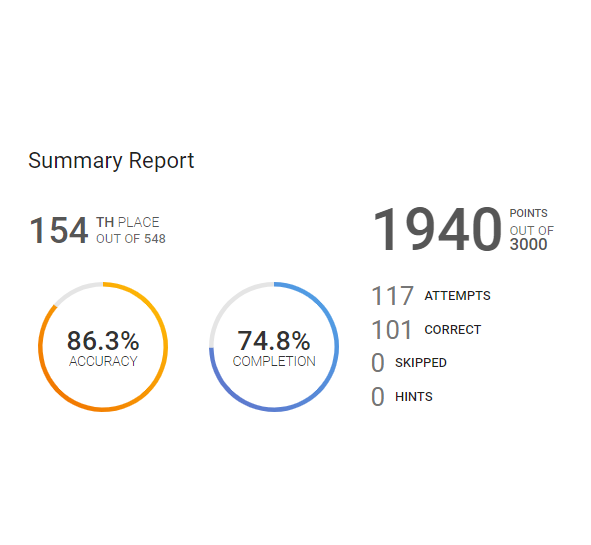 Summary Report
154 TH PLACE
OUT OF 548
1940 POINTS
OUT OF
3000
86.3%
ACCURACY
74.8%
COMPLETION
117 ATTEMPTS
101 CORRECT
0 SKIPPED
0 HINTS